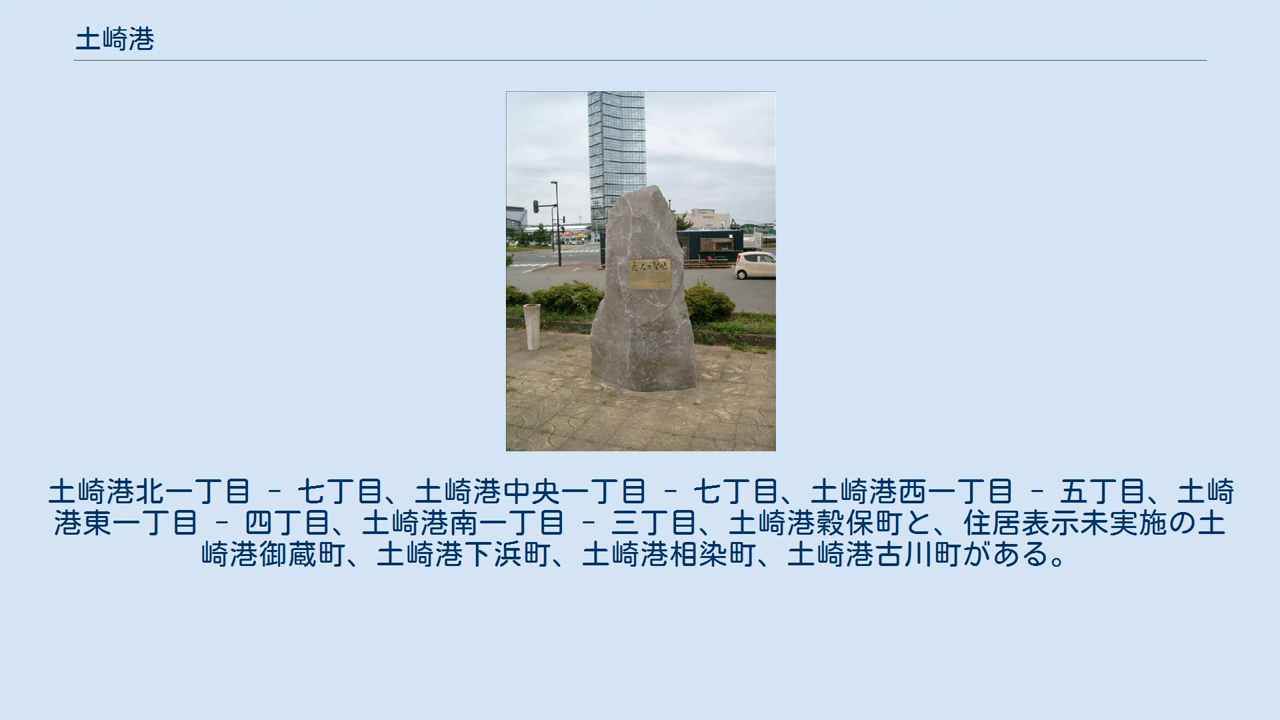 土崎港
土崎港北一丁目 - 七丁目、土崎港中央一丁目 - 七丁目、土崎港西一丁目 - 五丁目、土崎
港東一丁目 - 四丁目、土崎港南一丁目 - 三丁目、土崎港穀保町と、住居表示未実施の土
崎港御蔵町、土崎港下浜町、土崎港相染町、土崎港古川町がある。